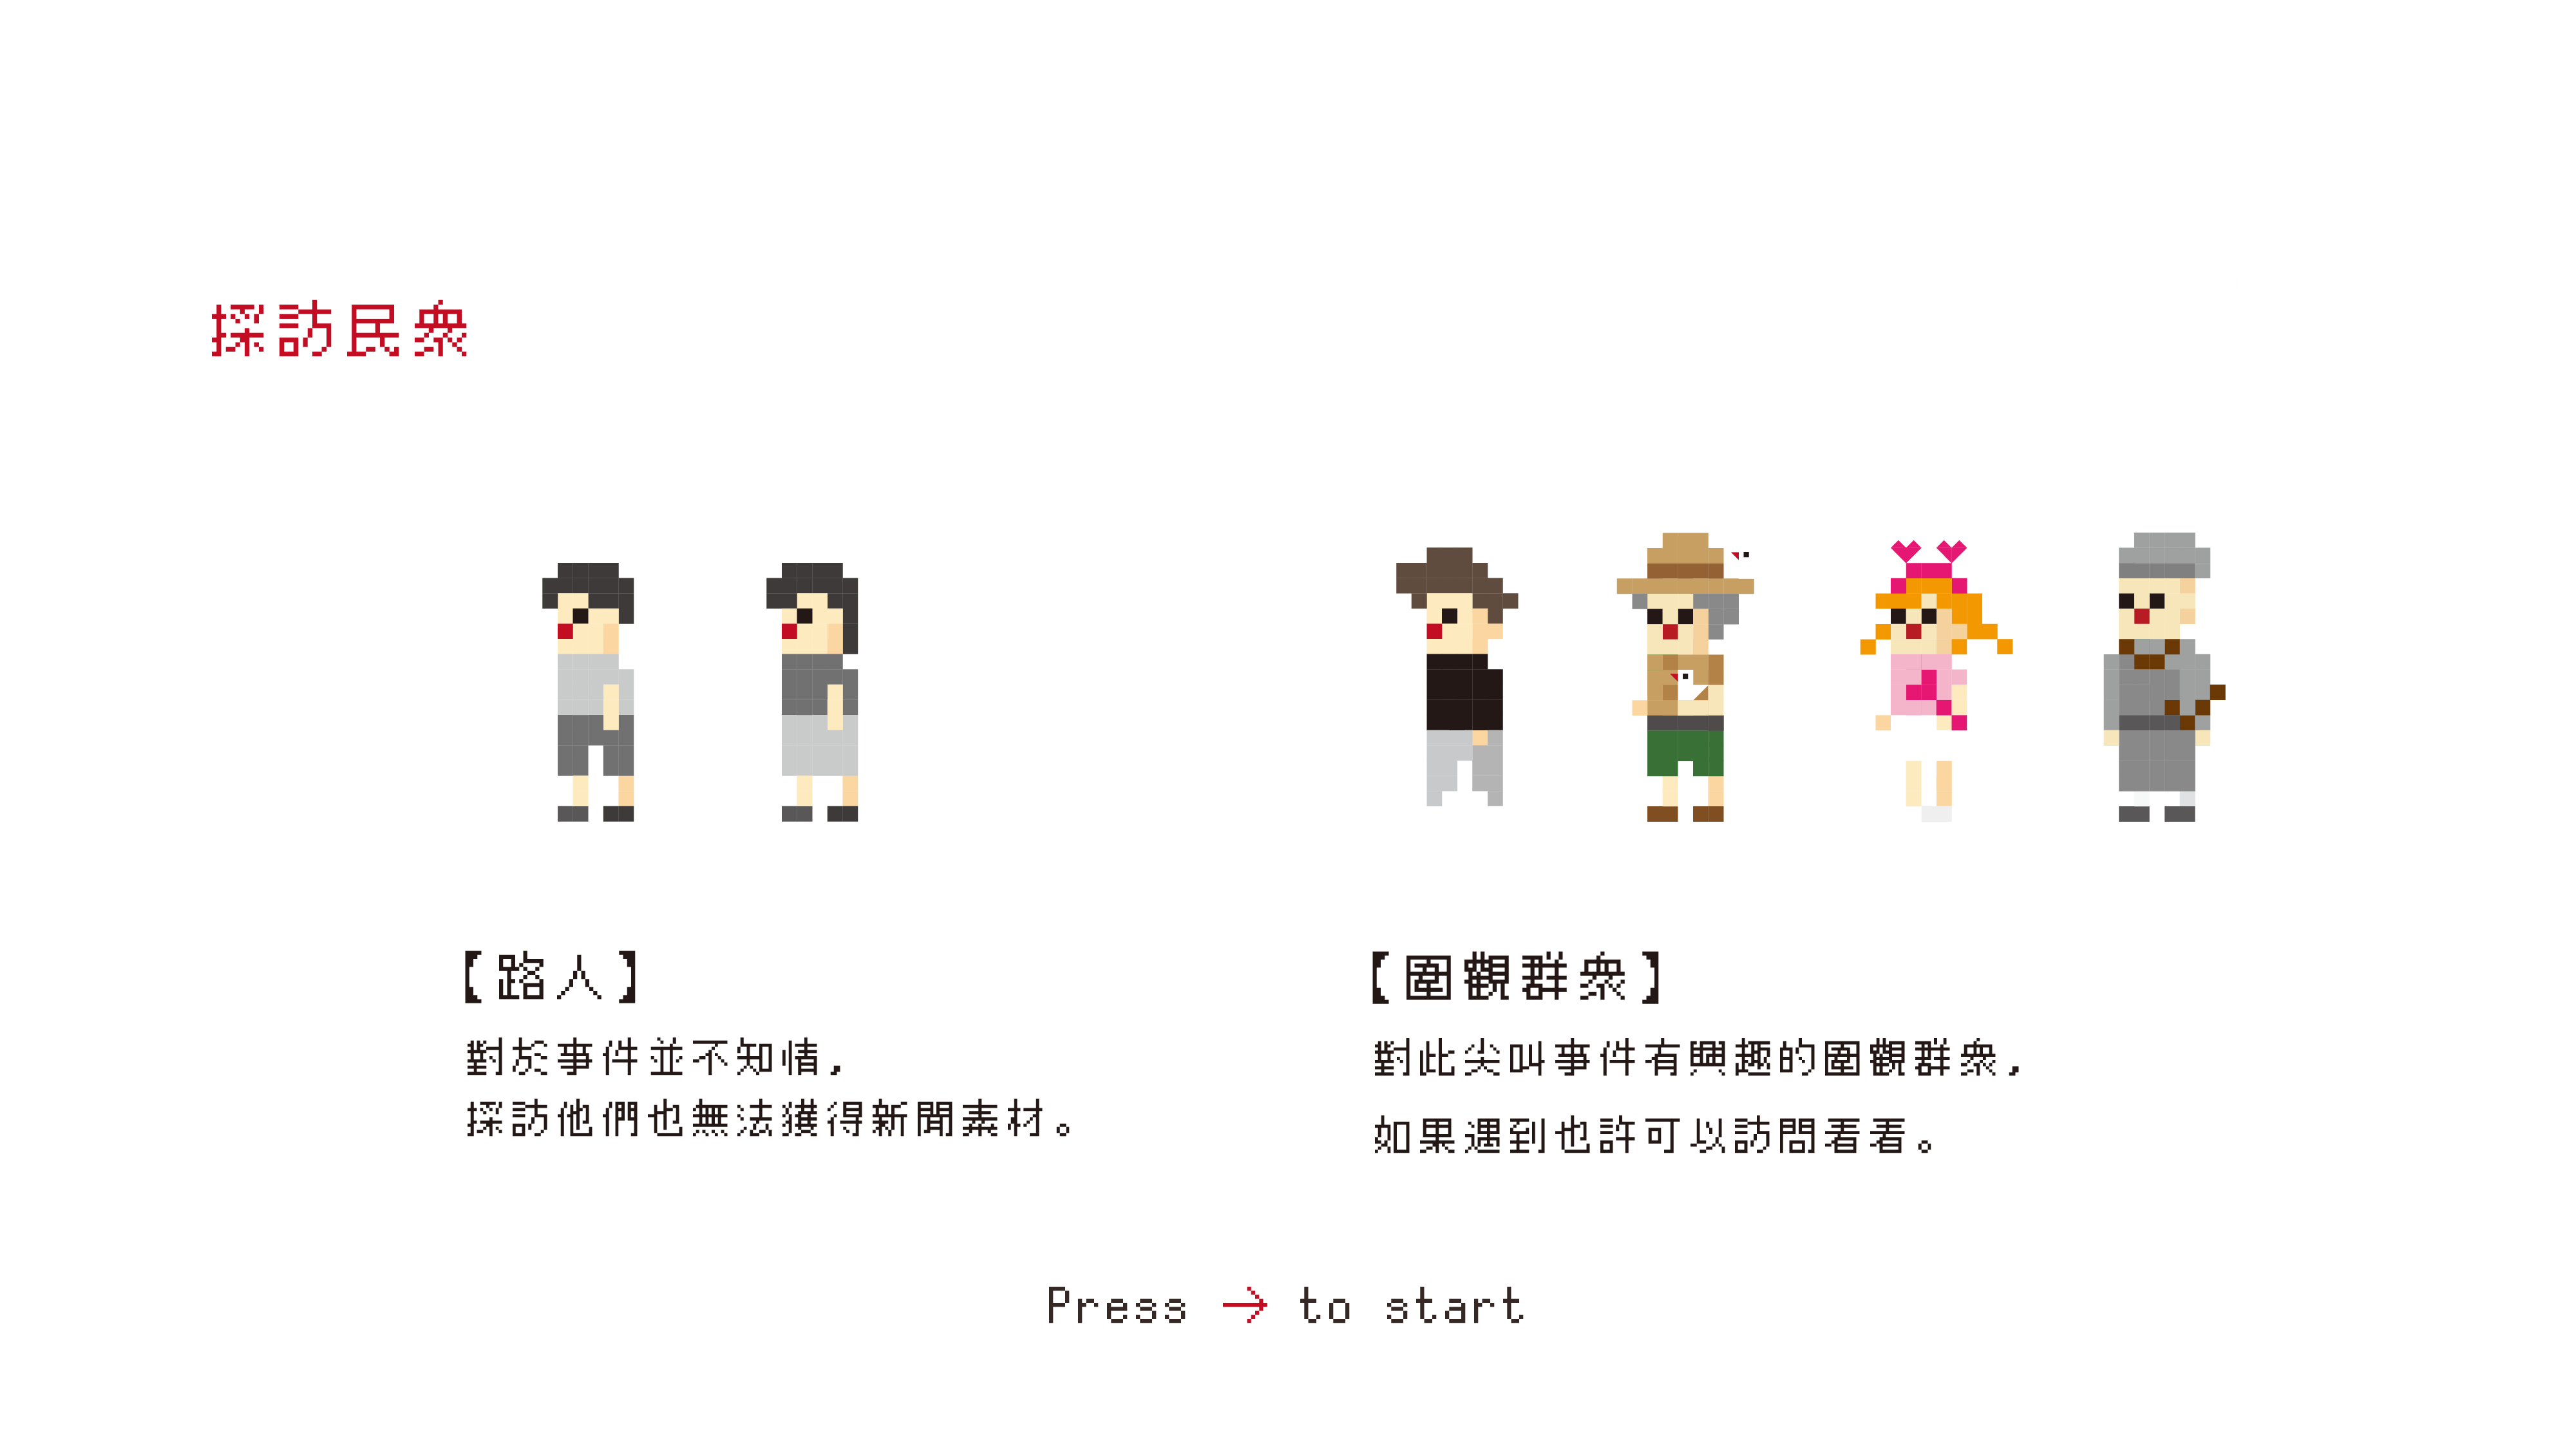 採訪民眾
【路人】
對於事件並不知情，
採訪他們也無法獲得新聞素材。
【圍觀群眾】
對此尖叫事件有興趣的圍觀群眾，
如果遇到也許可以訪問看看。
Press → to start